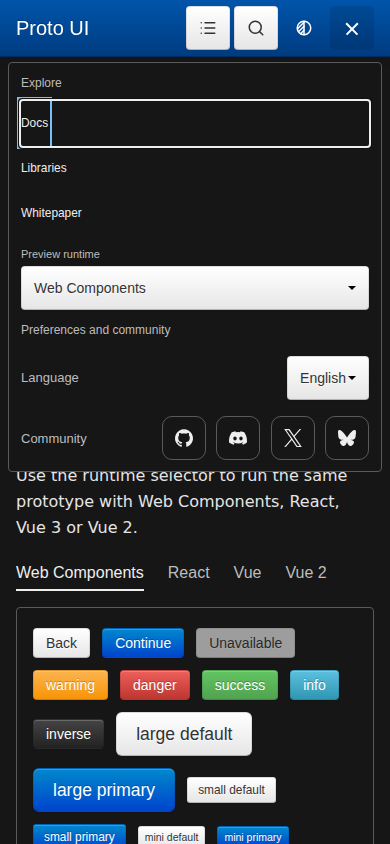 Proto UI
Explore
Docs
Libraries
Whitepaper
Preview runtime
Web Components
Preferences and community
Language
English
Community
Use the runtime selector to run the same
prototype with Web Components, React,
Vue 3 or Vue 2.
Web Components React Vue Vue 2
Back Continue Unavailable
warning danger success info
inverse large default
large primary small default
small primary mini default mini primary